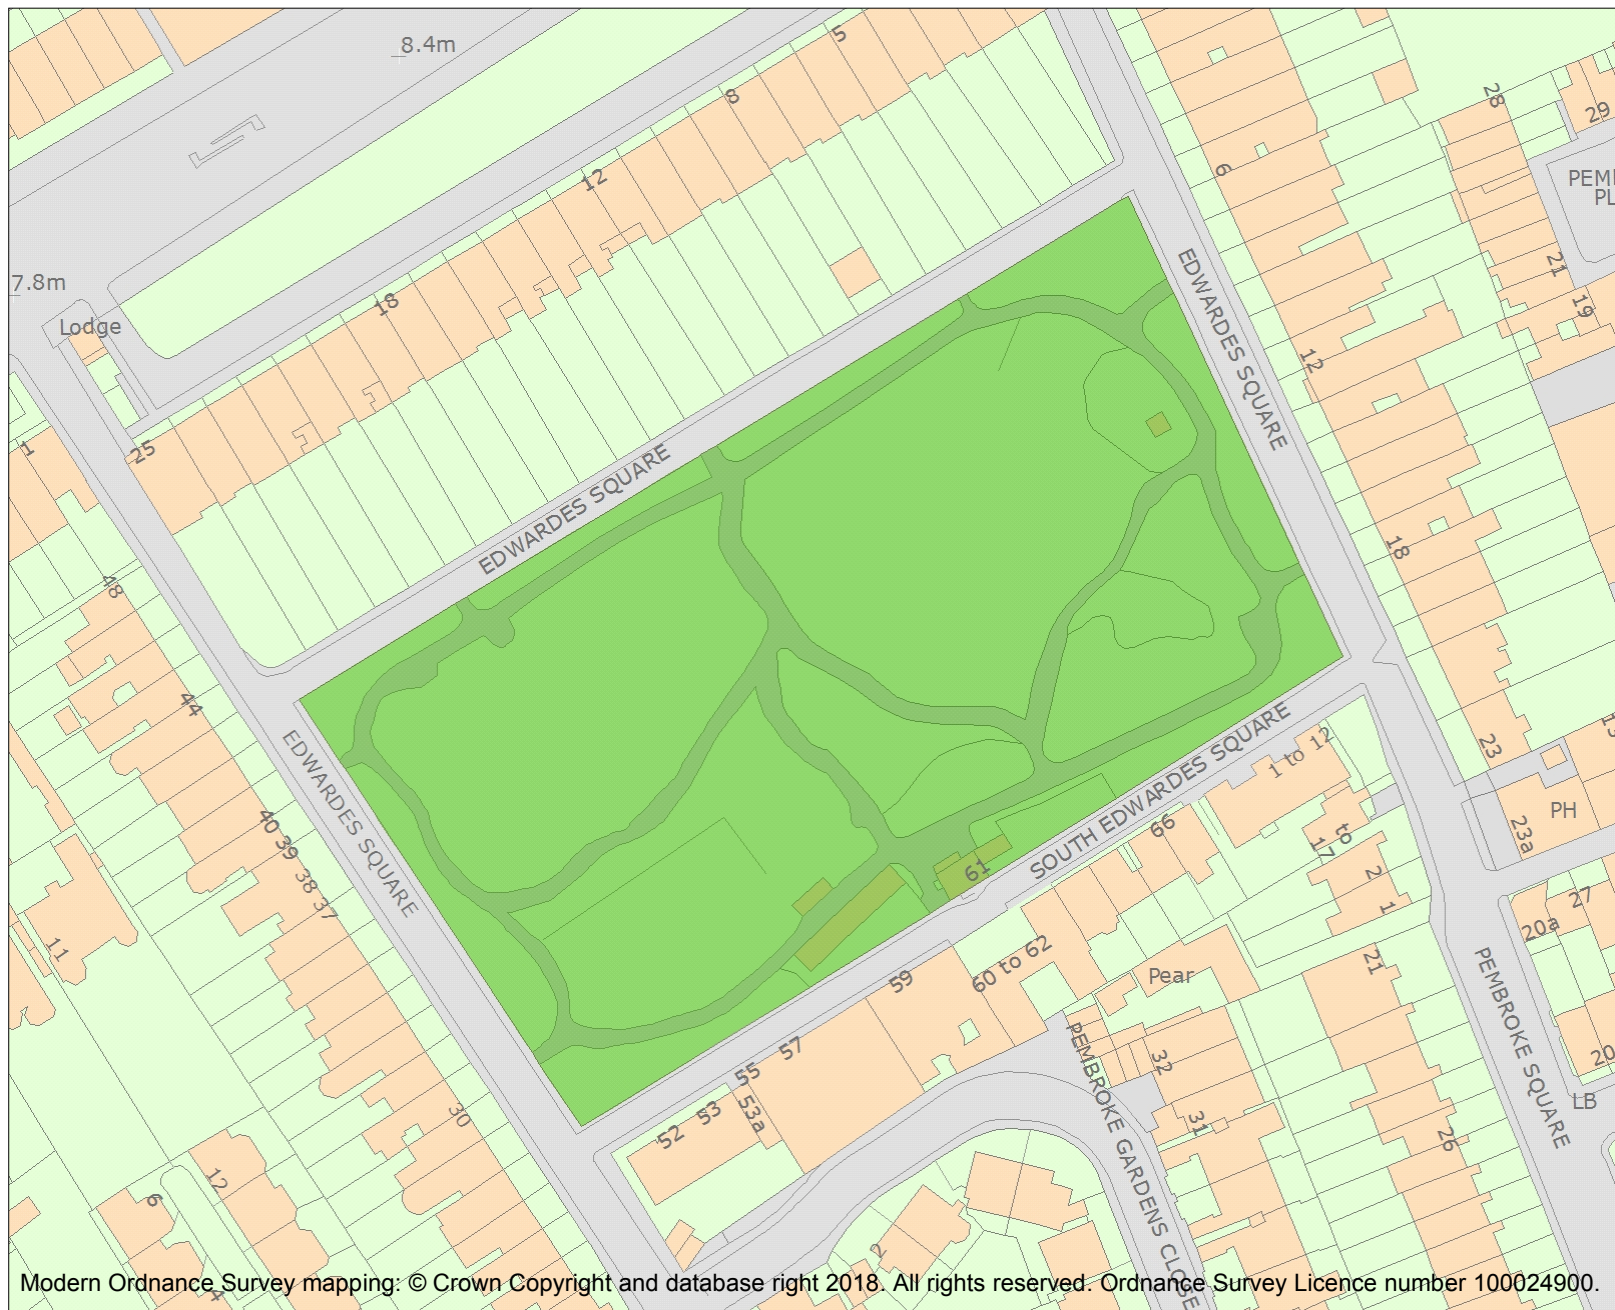 8.4m
5
8
28
29
12
6
PEM
PL
7.8m
18
Lodge
EDWARDES SQUARE
21
19
12
25
1
EDWARDES SQUARE
18
48
44
EDWARDES SQUARE
SOUTH EDWARDES SQUARE
1 to 12
23
PH
23a
66
17
to
40
39
2
38
37
61
1
27
20a
11
59
60 to 62
Pear
21
PEMBROKE SQUARE
57
55
53
53a
52
PEMBROKE GARDENS CLOSE
32
20
LB
31
30
26
12
6
2
4
Modern Ordnance Survey mapping: © Crown Copyright and database right 2018. All rights reserved. Ordnance Survey Licence number 100024900.